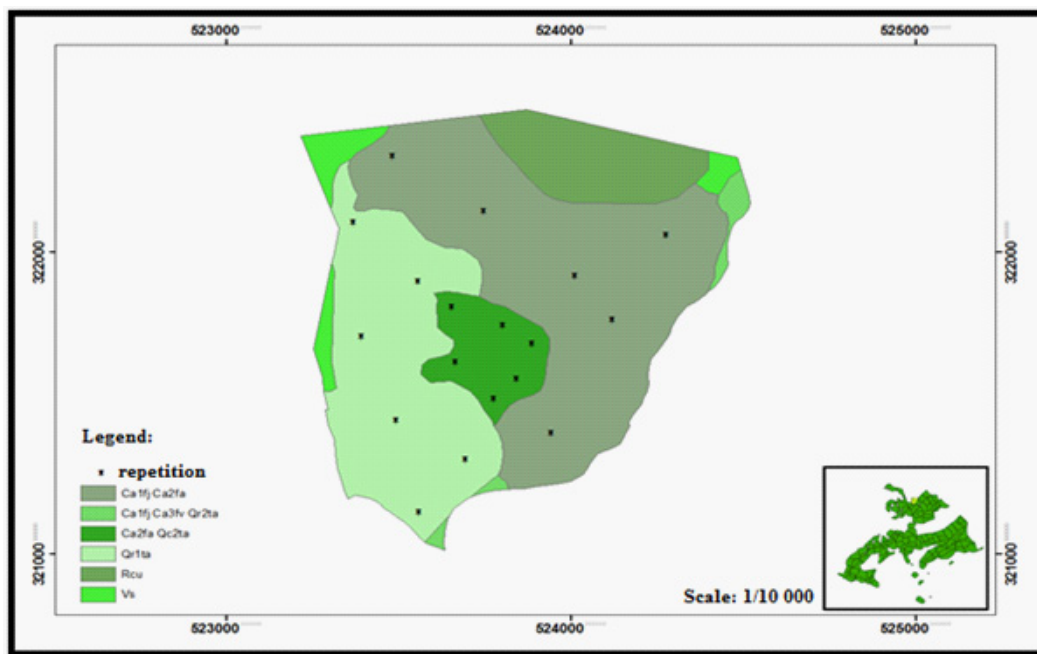 523000 524000 525000
322000 322000
321000 321000
Legend:
repetition
Ca1fj Ca2fa
Ca1fj Ca3fv Qr2ta
Ca2fa Qc2ta
Qr1ta
Rcu
Vs
Scale: 1/10 000
523000 524000 525000